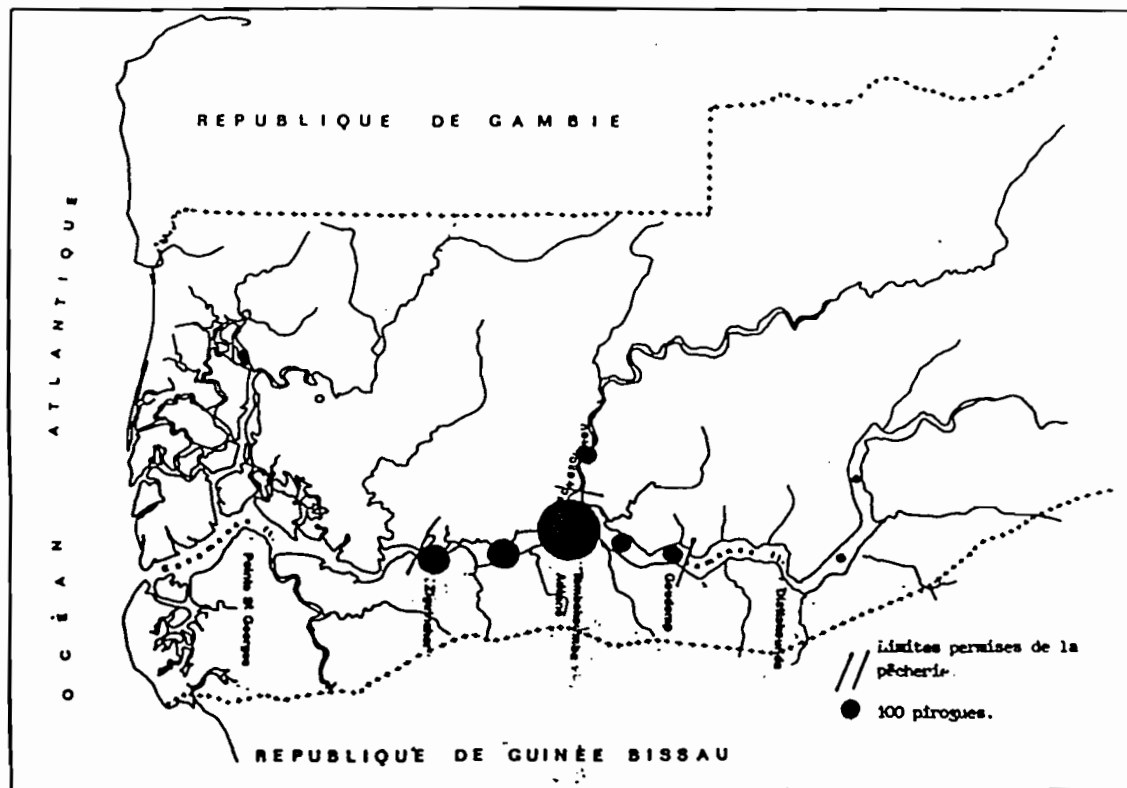 REPUBLIQUE DE GAMBIE
OCÉAN ATLANTIQUE
Pointe St Georges
Ziguinchor
Adéane
Goudomp
Limites permises de la
pêcherie.
100 pirogues.
REPUBLIQUE DE GUINÉE BISSAU